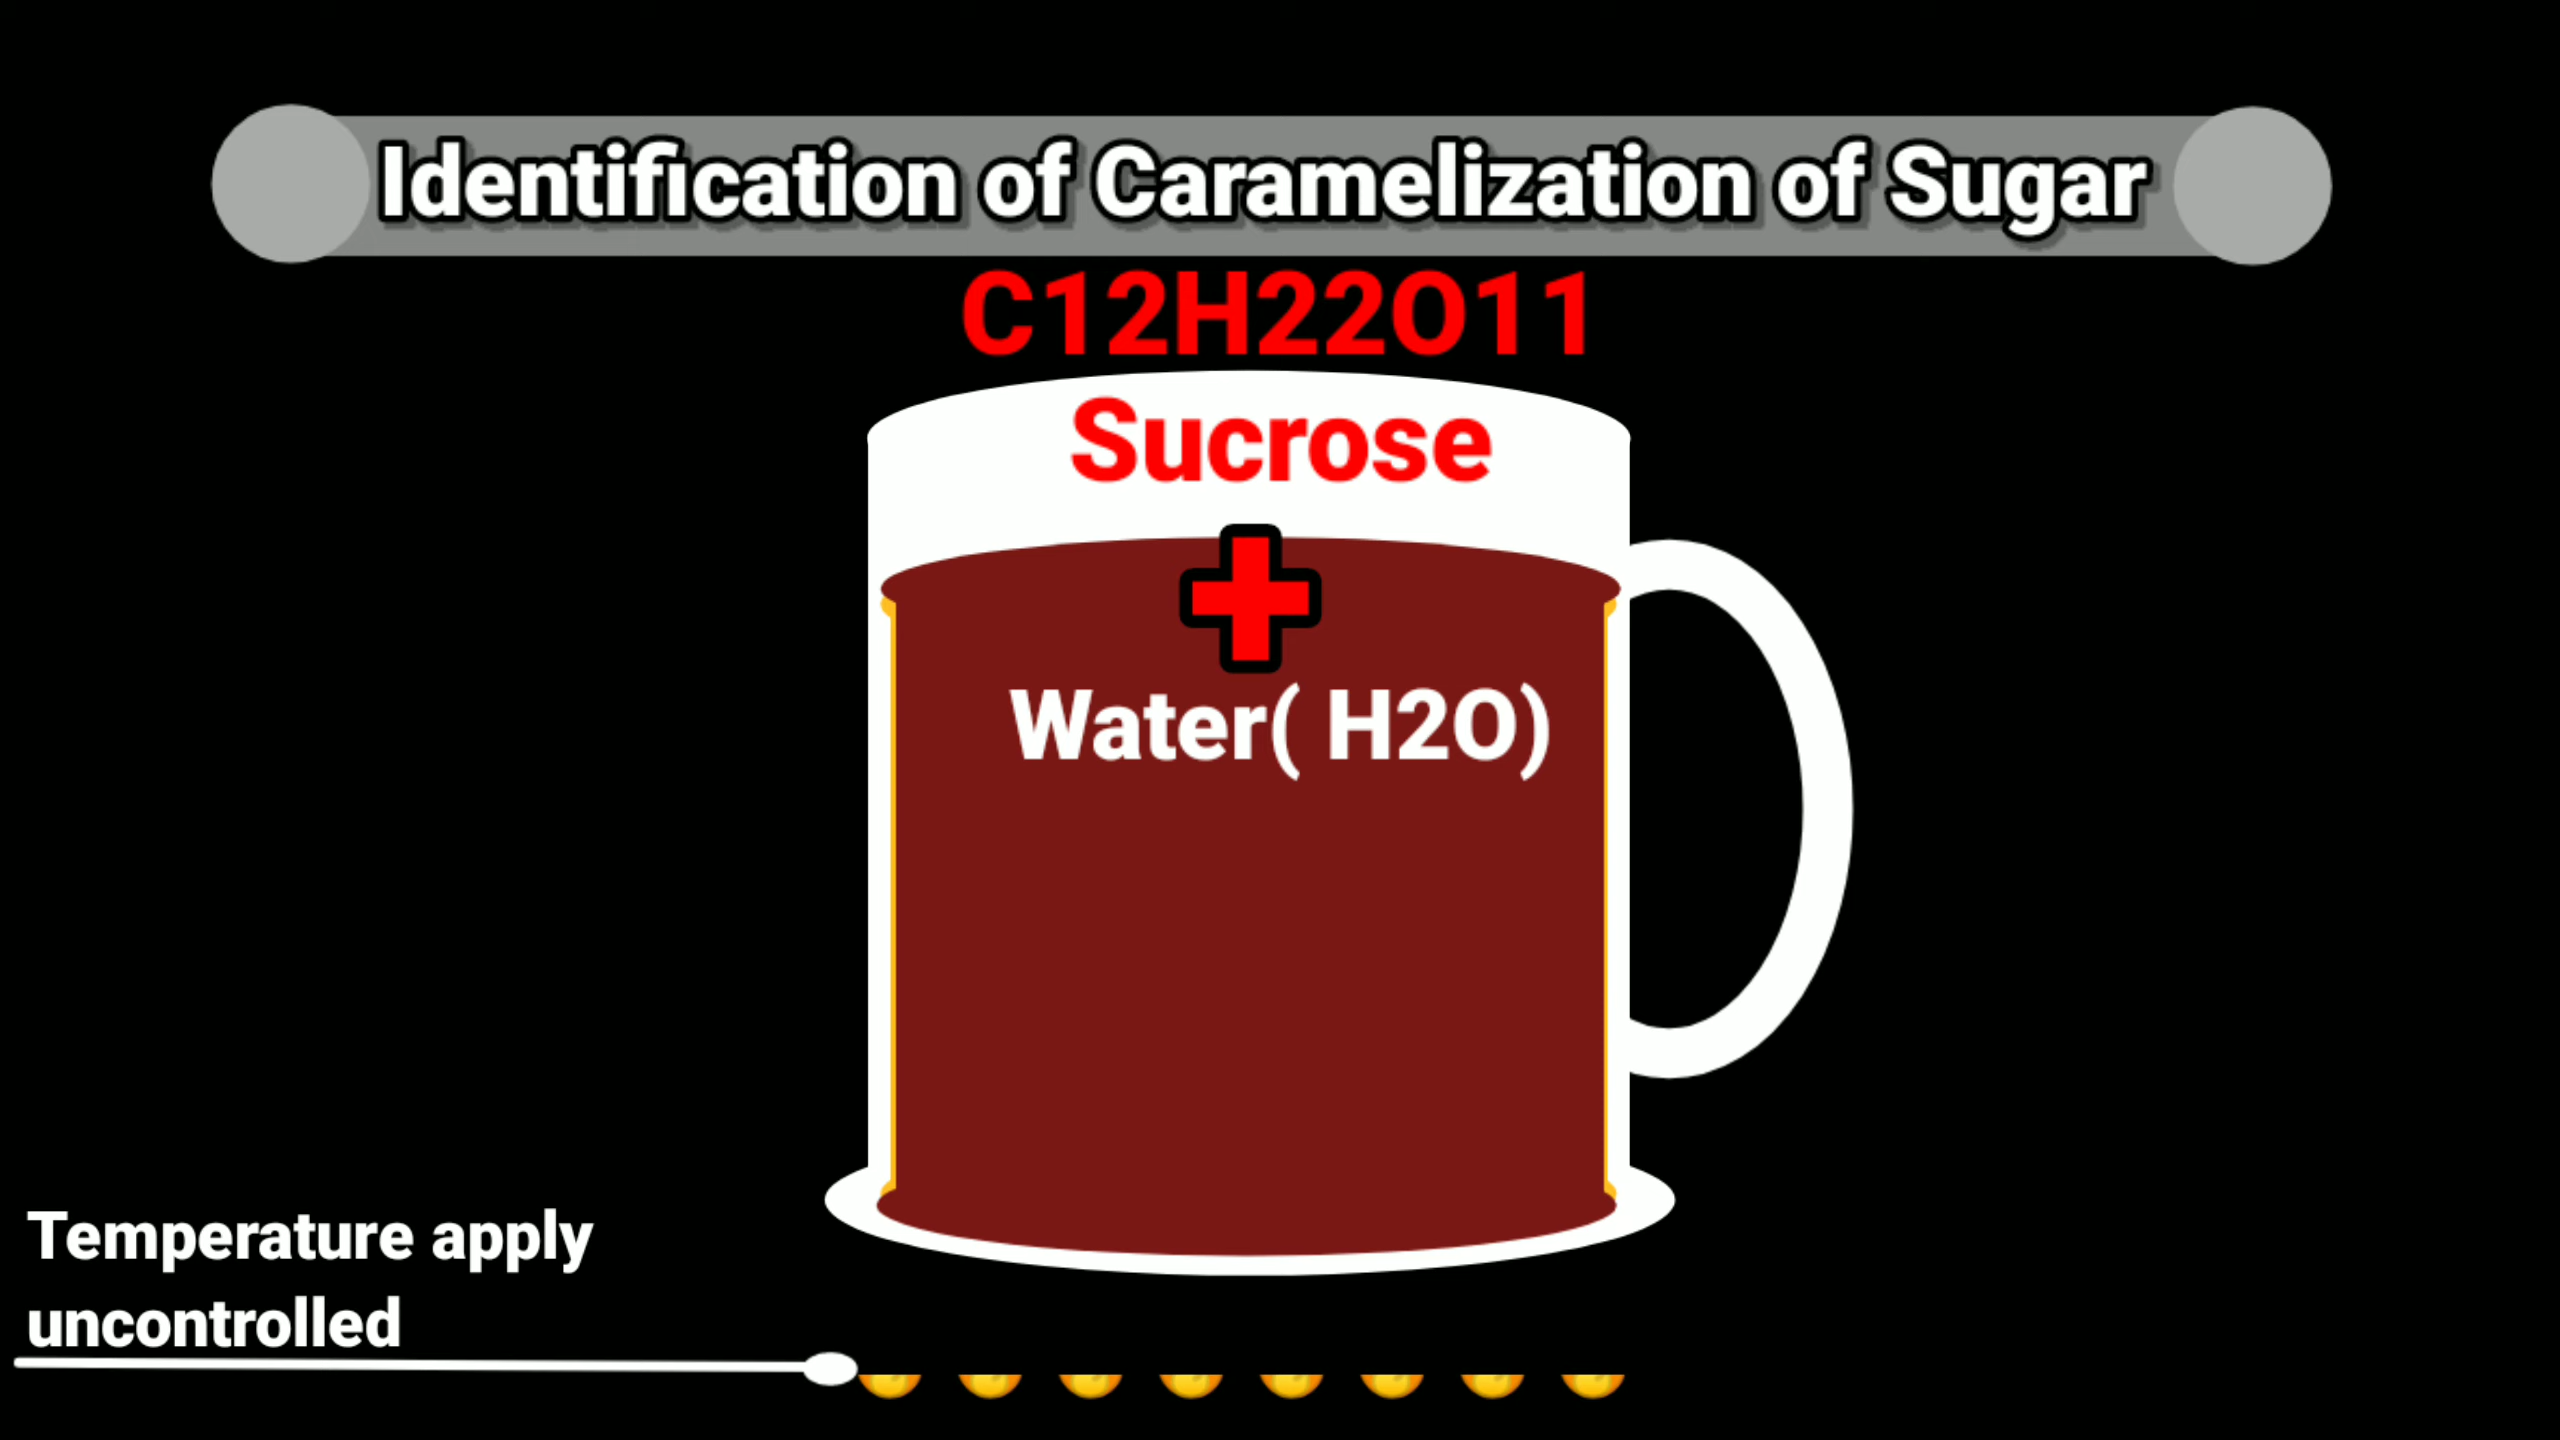 Identification of Caramelization of Sugar
C12H22O11
Sucrose
Water( H2O)
Temperature apply
uncontrolled